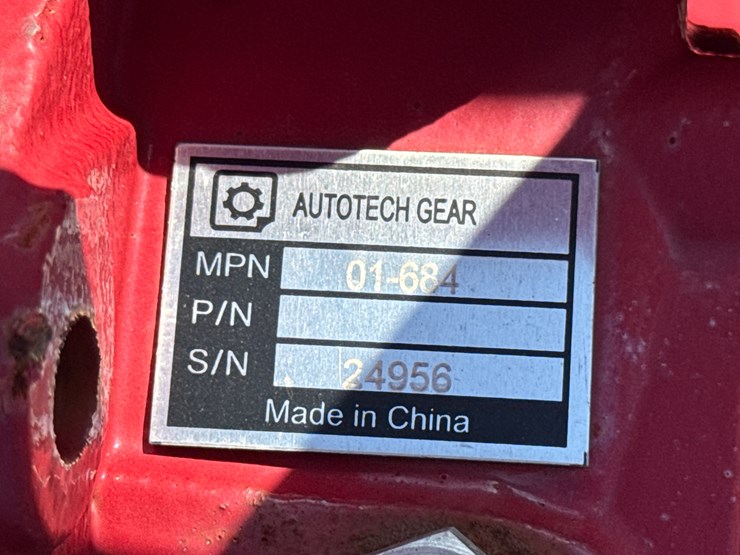 AUTOTECH GEAR
MPN 01-684
P/N
S/N 24956
Made in China